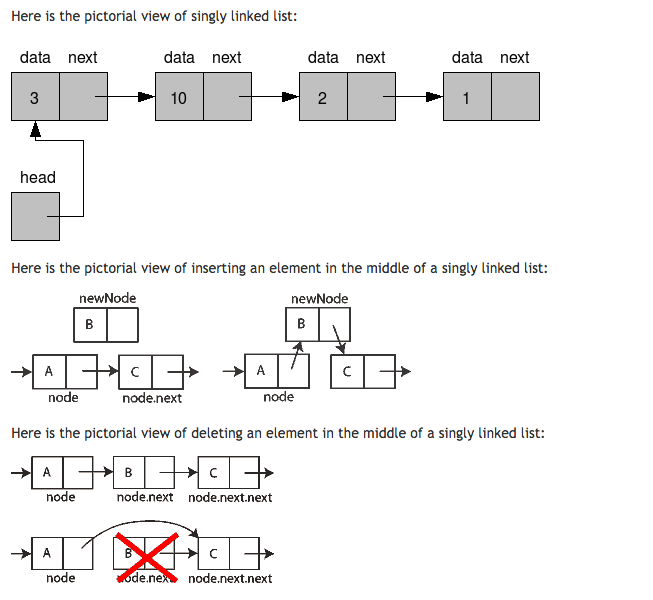 Here is the pictorial view of singly linked list:
data next data next data next data next
3 10 2 1
head
Here is the pictorial view of inserting an element in the middle of a singly linked list:
newNode newNode
B B
A C A C
node node.next node
Here is the pictorial view of deleting an element in the middle of a singly linked list:
A B C
node node.next node.next.next
A B C
node node.next node.next.next